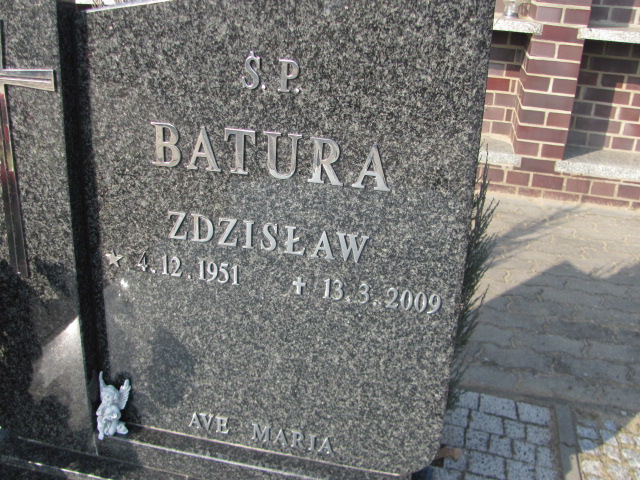 Ś.P.
BATURA
ZDZISŁAW
★ 4.12.1951 ✝ 13.3.2009
AVE MARIA